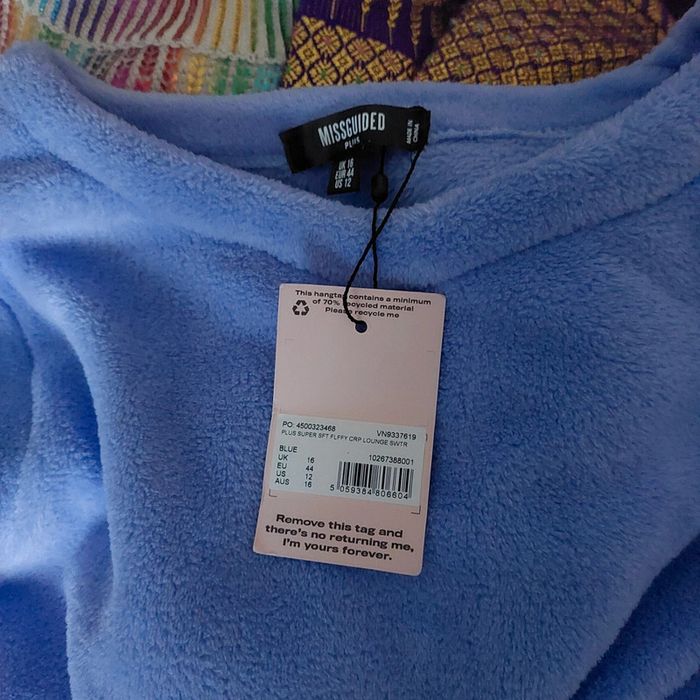 MISSGUIDED
PLUS
MADE IN
CHINA
UK 16
EUR 44
US 12
This hangtag contains a minimum
of 70% recycled material
Please recycle me
PO: 4500323468 VN9337619
PLUS SUPER SFT FLFFY CRP LOUNGE SWTR
BLUE 10267388001
UK 16
EU 44
US 12
AUS 16
5 059384 806604
Remove this tag and
there's no returning me,
I'm yours forever.